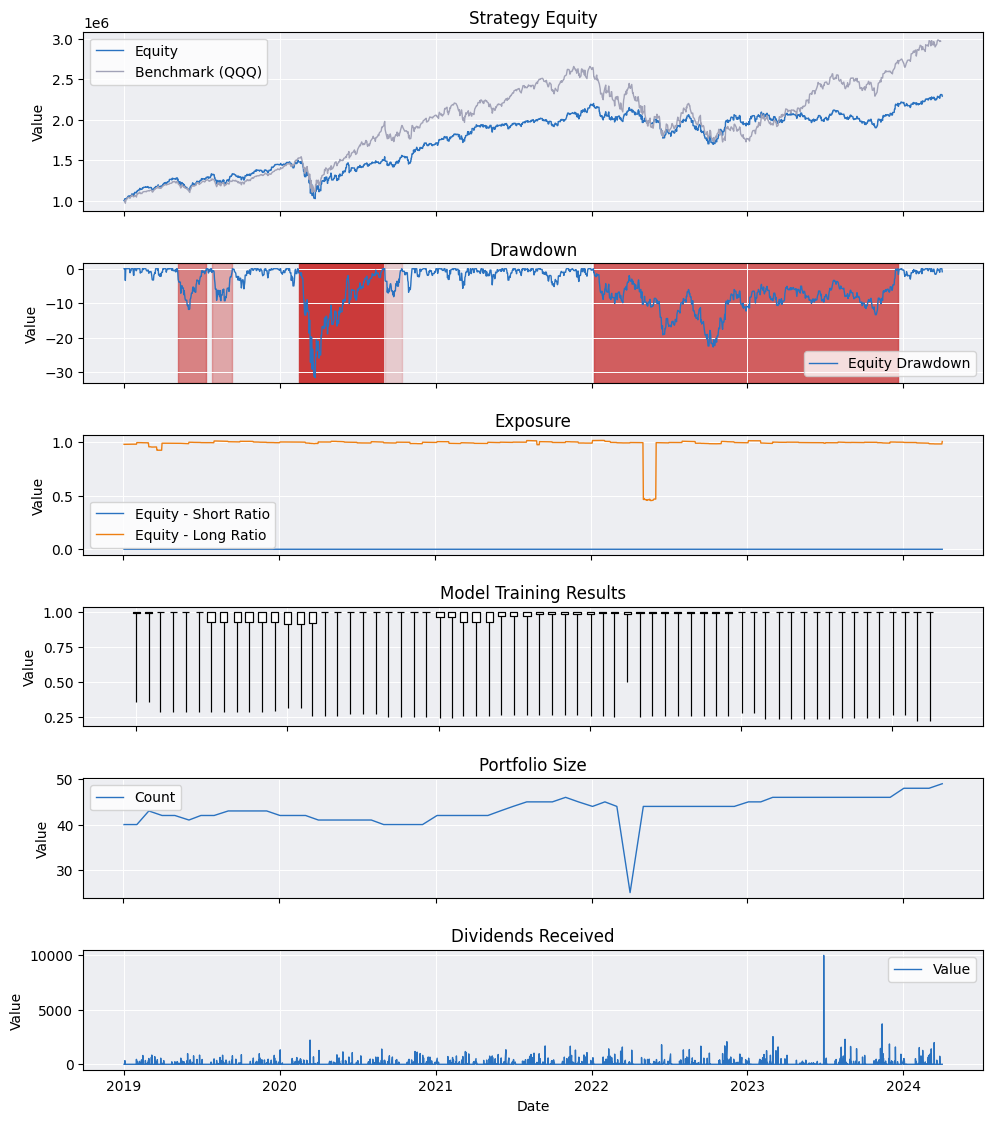 Strategy Equity
1e6
3.0
2.5
2.0
1.5
1.0
Value
Equity
Benchmark (QQQ)
Drawdown
0
−10
−20
−30
Value
Equity Drawdown
Exposure
1.0
0.5
0.0
Value
Equity - Short Ratio
Equity - Long Ratio
Model Training Results
1.00
0.75
0.50
0.25
Value
Portfolio Size
50
40
30
Value
Count
Dividends Received
10000
5000
0
Value
Value
2019 2020 2021 2022 2023 2024
Date